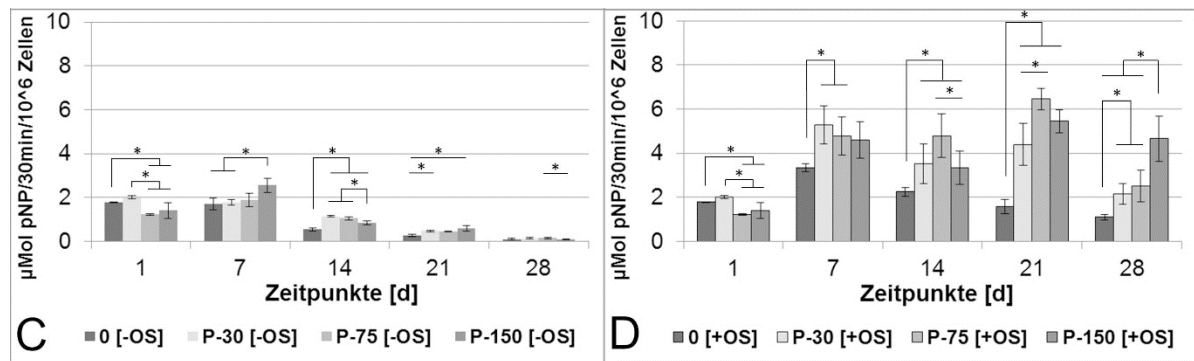 µMol pNP/30min/10^6 Zellen
10
8
6
4
2
0
* * * * * * * * *
1 7 14 21 28
Zeitpunkte [d]
C
0 [-OS] P-30 [-OS] P-75 [-OS] P-150 [-OS]
µMol pNP/30min/10^6 Zellen
10
8
6
4
2
0
* * * * * * * * *
1 7 14 21 28
Zeitpunkte [d]
D
0 [+OS] P-30 [+OS] P-75 [+OS] P-150 [+OS]